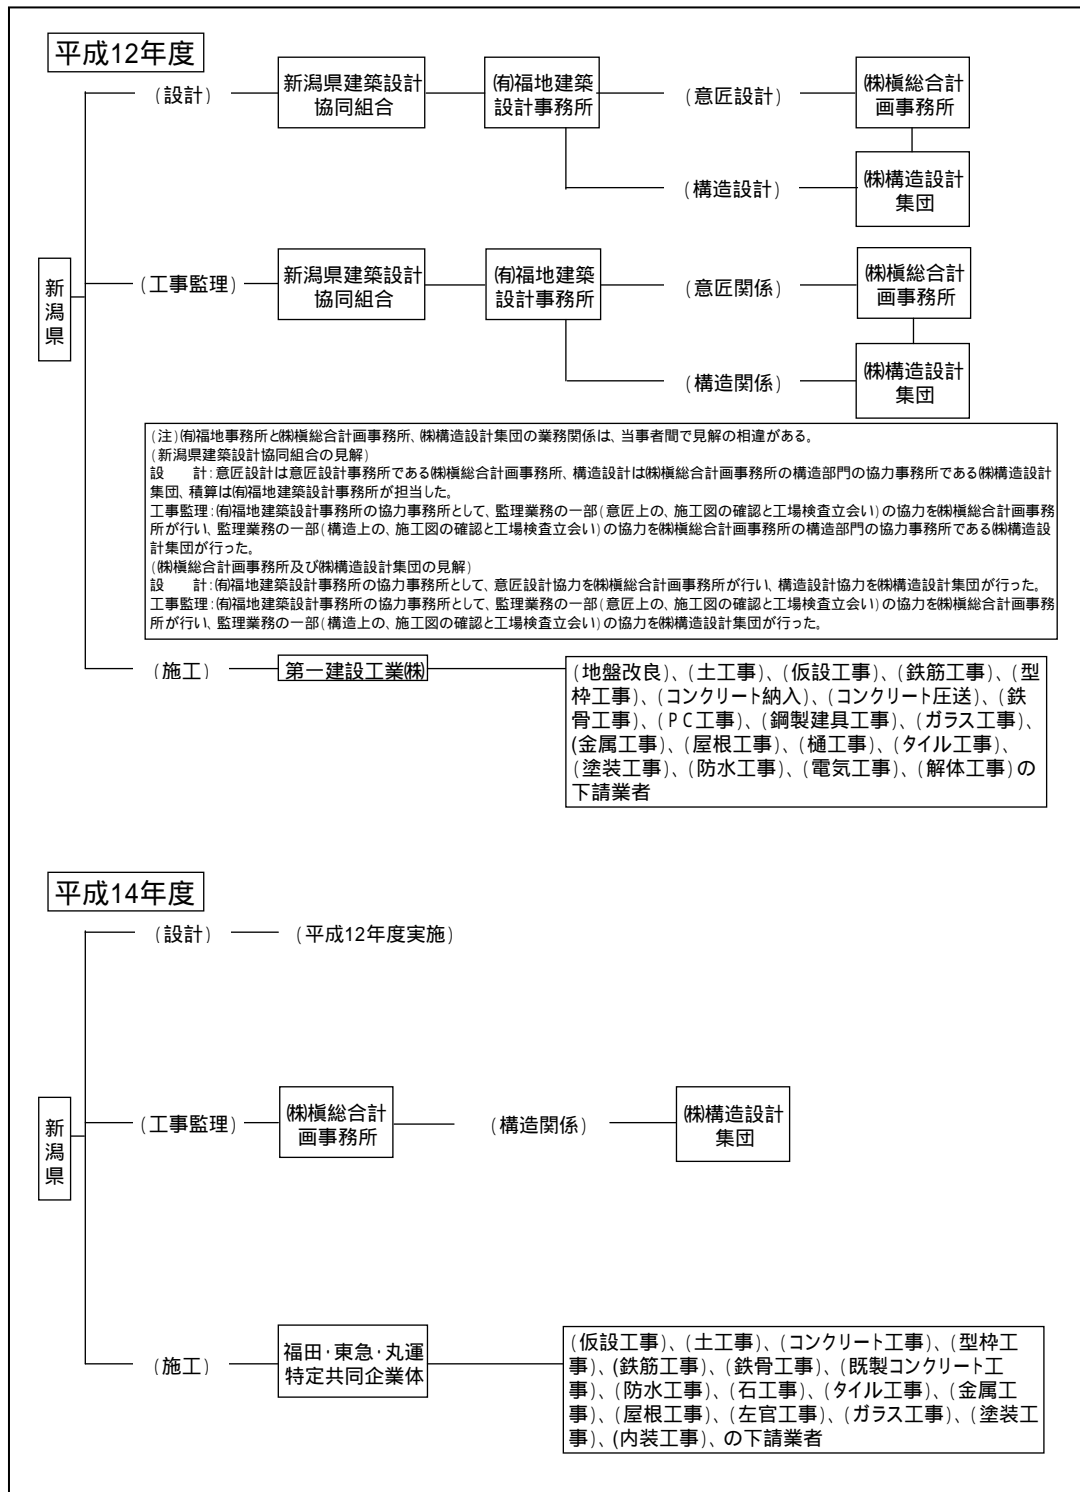 平成12年度
(設計)
新潟県建築設計
協同組合
㈲福地建築
設計事務所
(意匠設計)
㈱槇総合計
画事務所
(構造設計)
㈱構造設計
集団
新
潟
県
(工事監理)
新潟県建築設計
協同組合
㈲福地建築
設計事務所
(意匠関係)
㈱槇総合計
画事務所
(構造関係)
㈱構造設計
集団
(注)㈲福地事務所と㈱槇総合計画事務所、㈱構造設計集団の業務関係は、当事者間で見解の相違がある。
(新潟県建築設計協同組合の見解)
設　計:意匠設計は意匠設計事務所である㈱槇総合計画事務所、構造設計は㈱槇総合計画事務所の構造部門の協力事務所である㈱構造設計
集団、積算は㈲福地建築設計事務所が担当した。
工事監理:㈲福地建築設計事務所の協力事務所として、監理業務の一部(意匠上の、施工図の確認と工場検査立会い)の協力を㈱槇総合計画事務
所が行い、監理業務の一部(構造上の、施工図の確認と工場検査立会い)の協力を㈱槇総合計画事務所の構造部門の協力事務所である㈱構造設
計集団が行った。
(㈱槇総合計画事務所及び㈱構造設計集団の見解)
設　計:㈲福地建築設計事務所の協力事務所として、意匠設計協力を㈱槇総合計画事務所が行い、構造設計協力を㈱構造設計集団が行った。
工事監理:㈲福地建築設計事務所の協力事務所として、監理業務の一部(意匠上の、施工図の確認と工場検査立会い)の協力を㈱槇総合計画事務
所が行い、監理業務の一部(構造上の、施工図の確認と工場検査立会い)の協力を㈱構造設計集団が行った。
(施工)
第一建設工業㈱
(地盤改良)、(土工事)、(仮設工事)、(鉄筋工事)、(型
枠工事)、(コンクリート納入)、(コンクリート圧送)、(鉄
骨工事)、(PC工事)、(鋼製建具工事)、(ガラス工事)、
(金属工事)、(屋根工事)、(樋工事)、(タイル工事)、
(塗装工事)、(防水工事)、(電気工事)、(解体工事)の
下請業者
平成14年度
(設計)
(平成12年度実施)
新
潟
県
(工事監理)
㈱槇総合計
画事務所
(構造関係)
㈱構造設計
集団
(施工)
福田・東急・丸運
特定共同企業体
(仮設工事)、(土工事)、(コンクリート工事)、(型枠工
事)、(鉄筋工事)、(鉄骨工事)、(既製コンクリート工
事)、(防水工事)、(石工事)、(タイル工事)、(金属工
事)、(屋根工事)、(左官工事)、(ガラス工事)、(塗装工
事)、(内装工事)、の下請業者